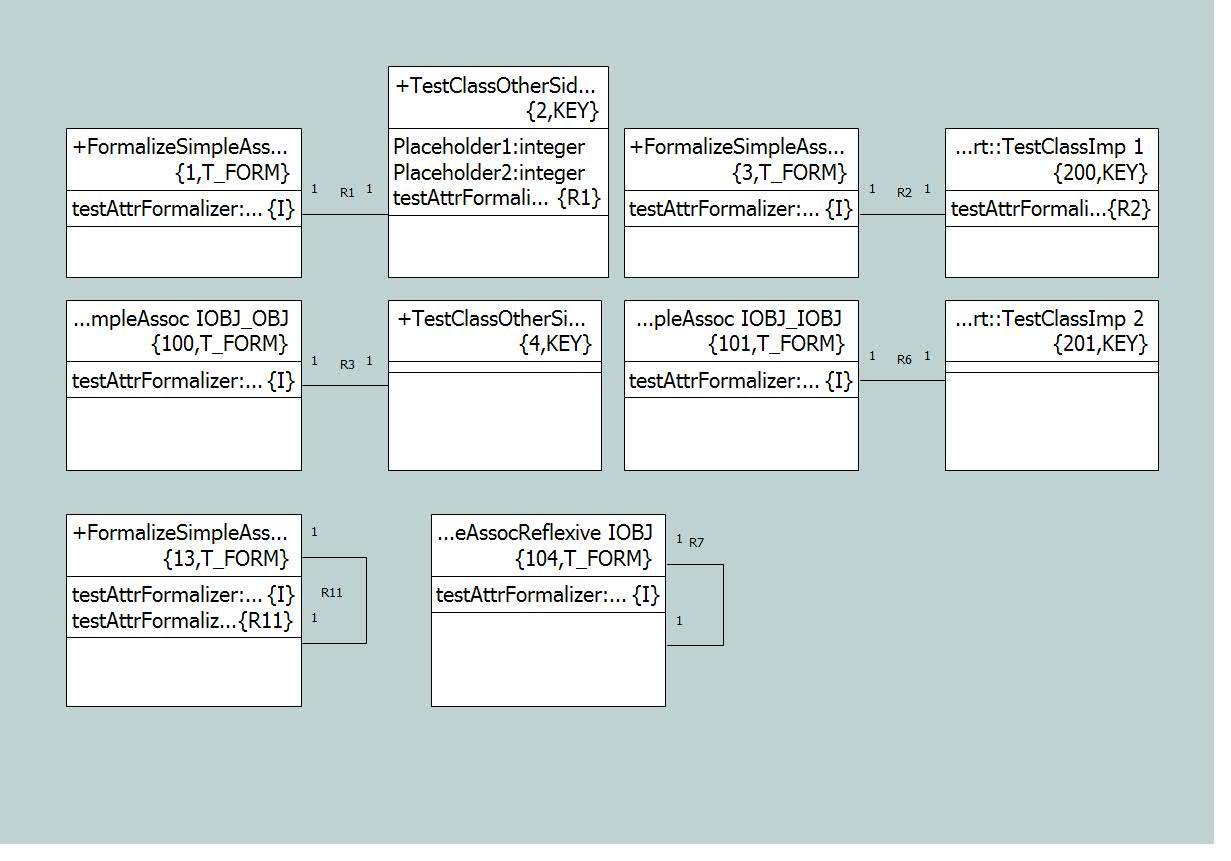 +FormalizeSimpleAss...
{1,T_FORM}
testAttrFormalizer:... {I}
1 R1 1
+TestClassOtherSid...
{2,KEY}
Placeholder1:integer
Placeholder2:integer
testAttrFormali... {R1}
+FormalizeSimpleAss...
{3,T_FORM}
testAttrFormalizer:... {I}
1 R2 1
...rt::TestClassImp 1
{200,KEY}
testAttrFormali...{R2}
...mpleAssoc IOBJ_OBJ
{100,T_FORM}
testAttrFormalizer:... {I}
1 R3 1
+TestClassOtherSi...
{4,KEY}
...pleAssoc IOBJ_IOBJ
{101,T_FORM}
testAttrFormalizer:... {I}
1 R6 1
...rt::TestClassImp 2
{201,KEY}
+FormalizeSimpleAss...
{13,T_FORM}
testAttrFormalizer:... {I}
testAttrFormaliz...{R11}
1
R11
1
...eAssocReflexive IOBJ
{104,T_FORM}
testAttrFormalizer:... {I}
1 R7
1